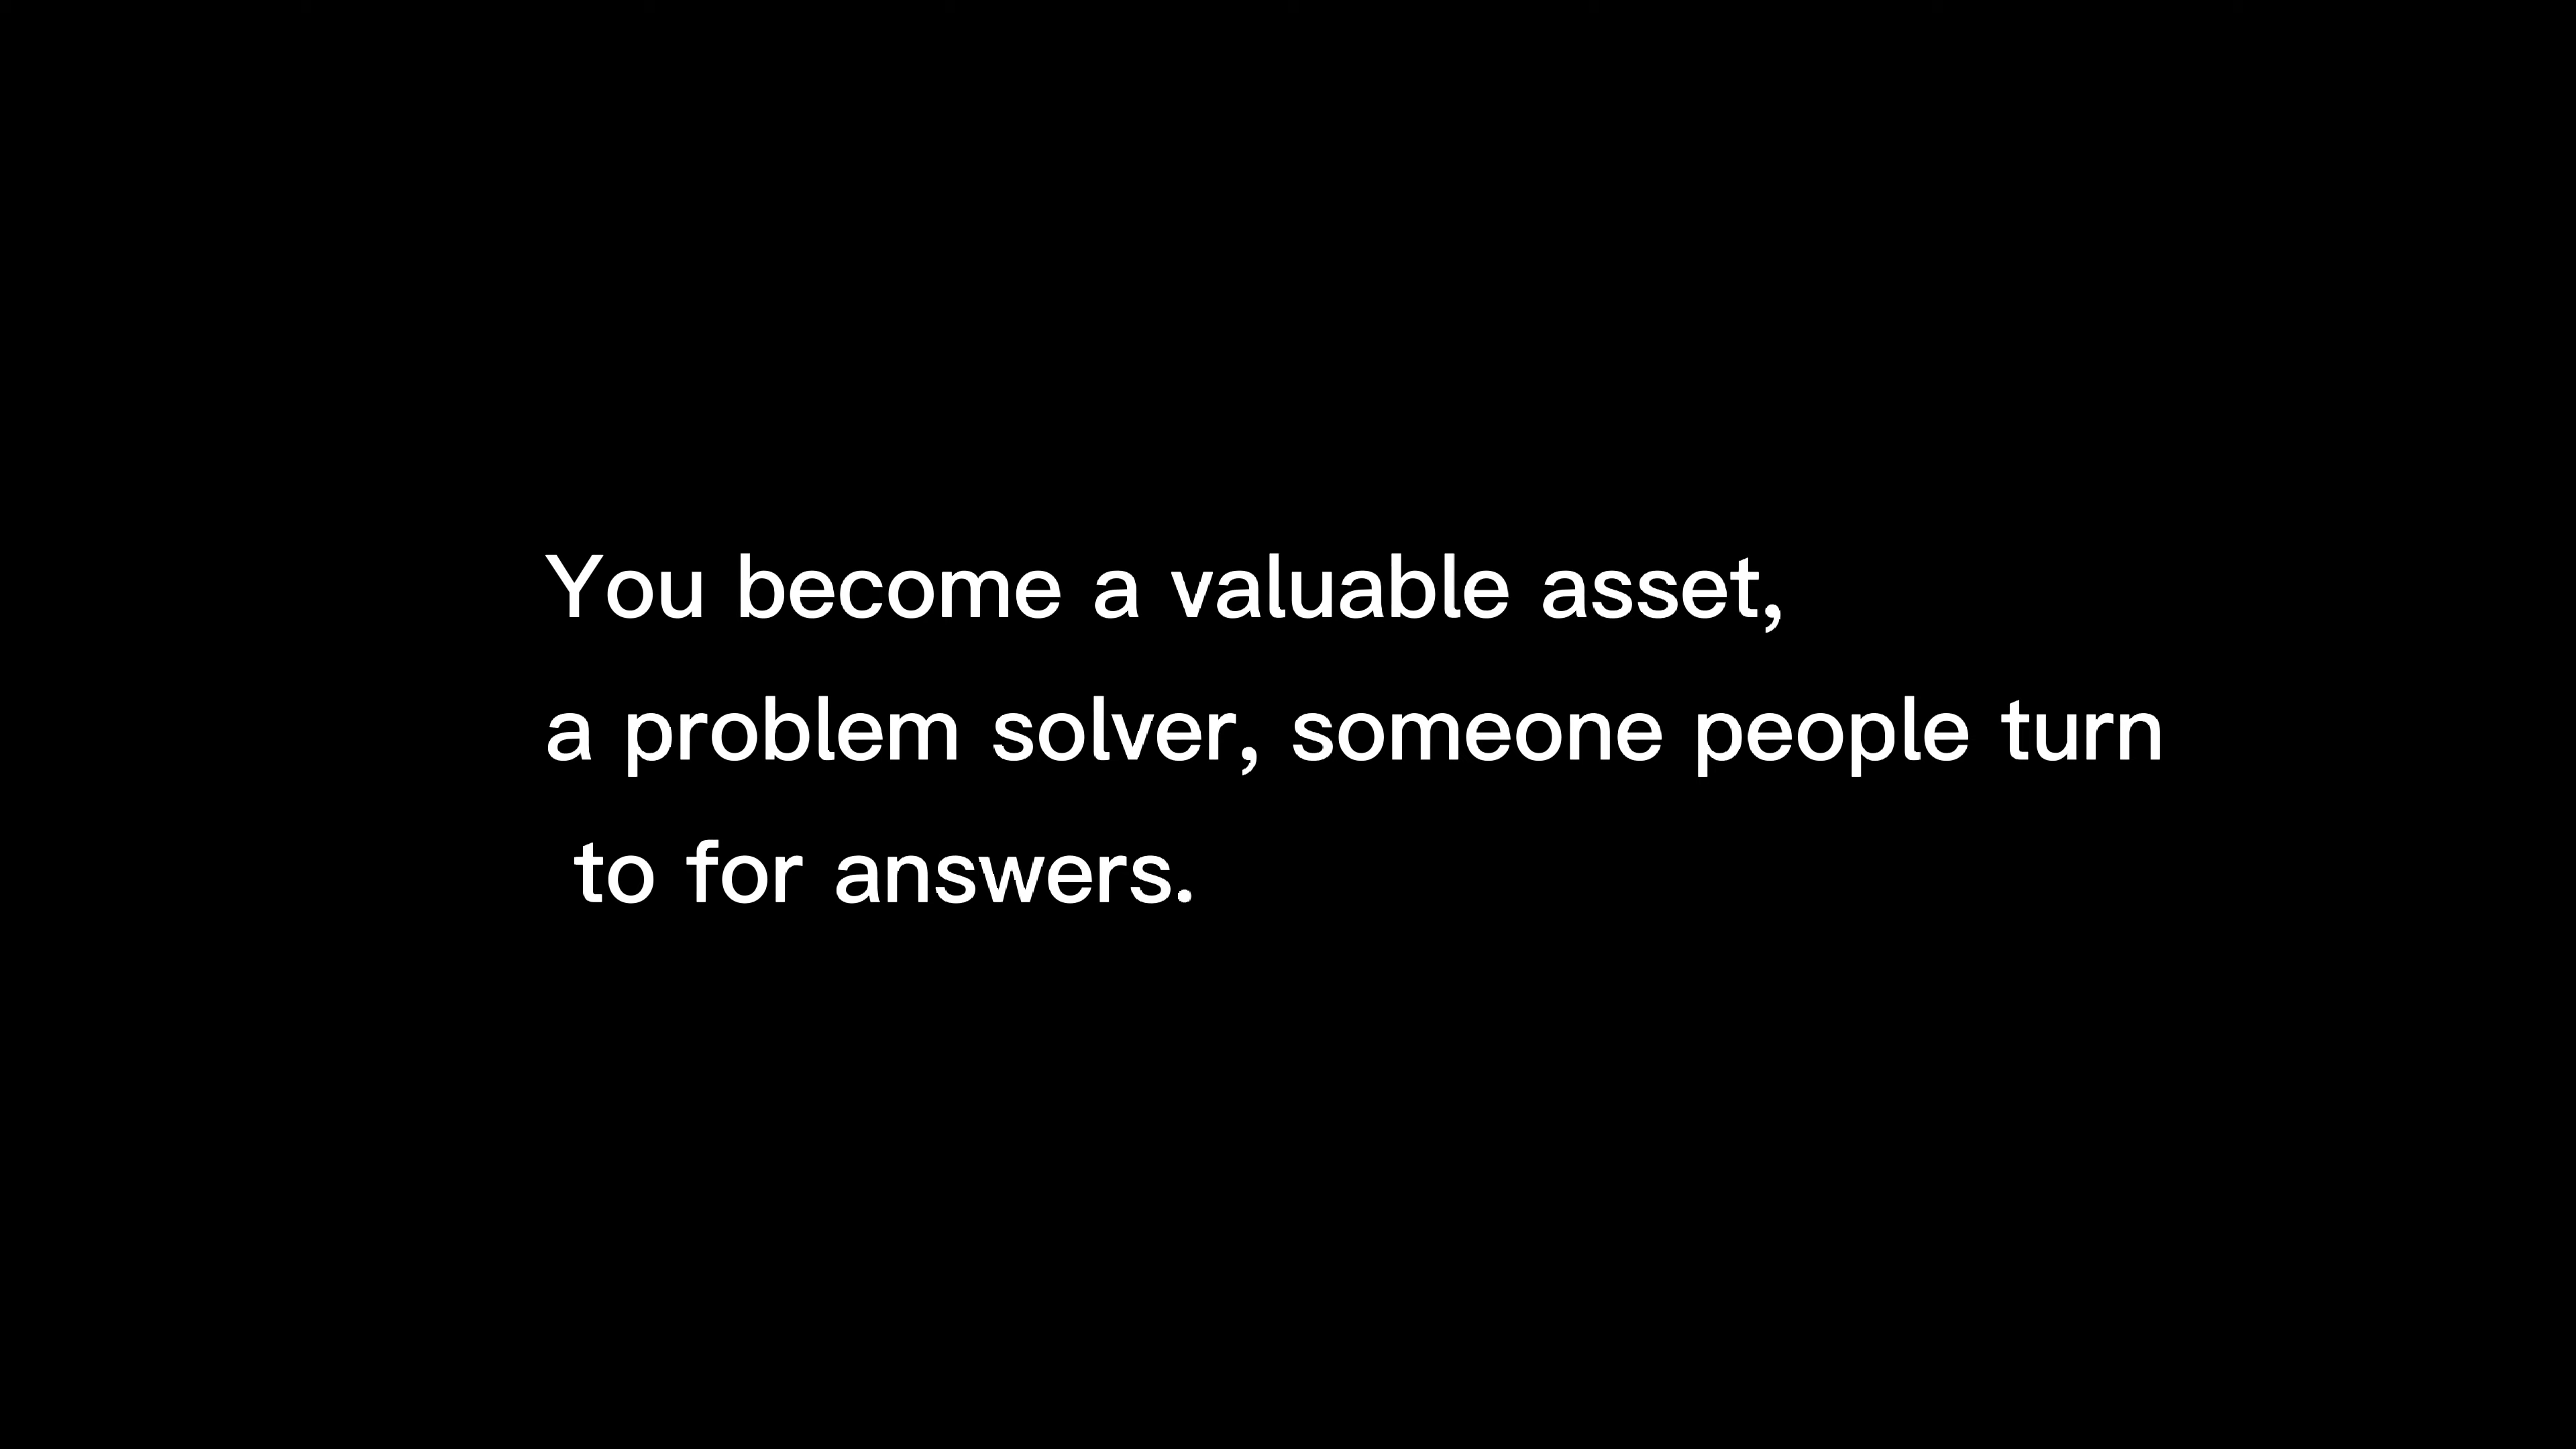 You become a valuable asset,
a problem solver, someone people turn
to for answers.